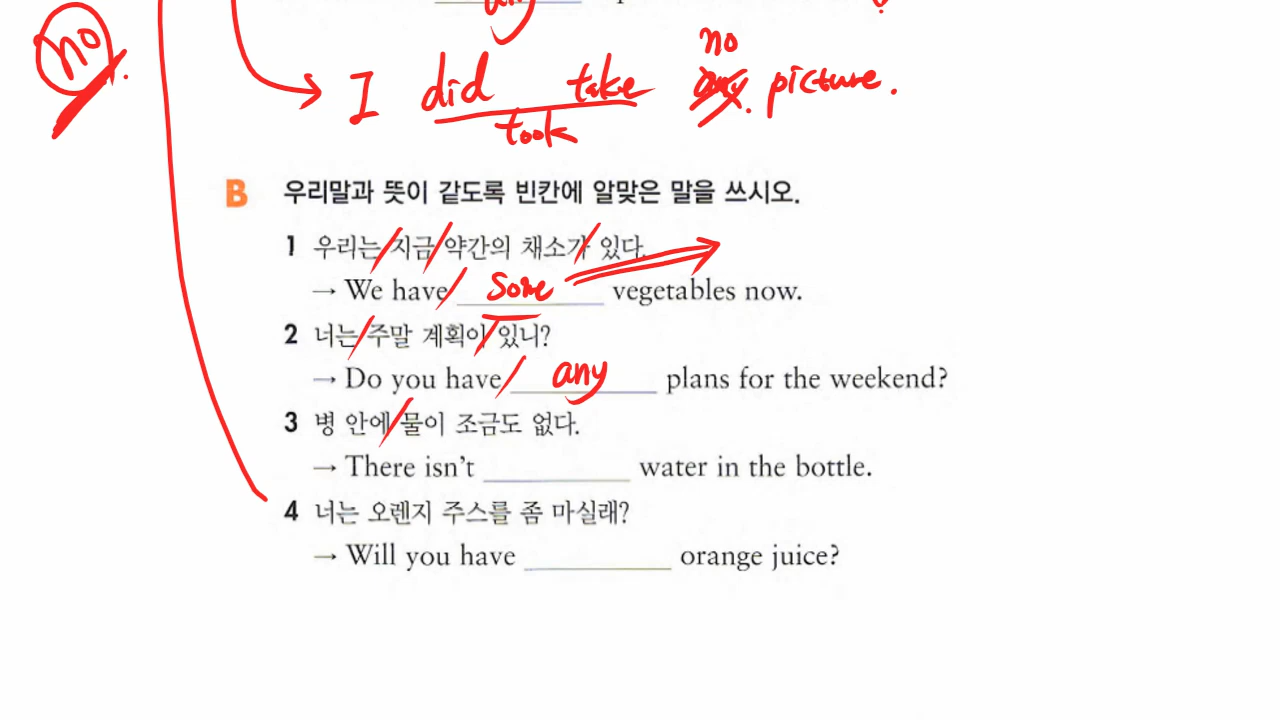 any
no
no
I did take any. picture.
took
B 우리말과 뜻이 같도록 빈칸에 알맞은 말을 쓰시오.
1 우리는 지금 약간의 채소가 있다.
→ We have some vegetables now.
2 너는 주말 계획이 있니?
→ Do you have any plans for the weekend?
3 병 안에 물이 조금도 없다.
→ There isn't ________ water in the bottle.
4 너는 오렌지 주스를 좀 마실래?
→ Will you have ________ orange juice?